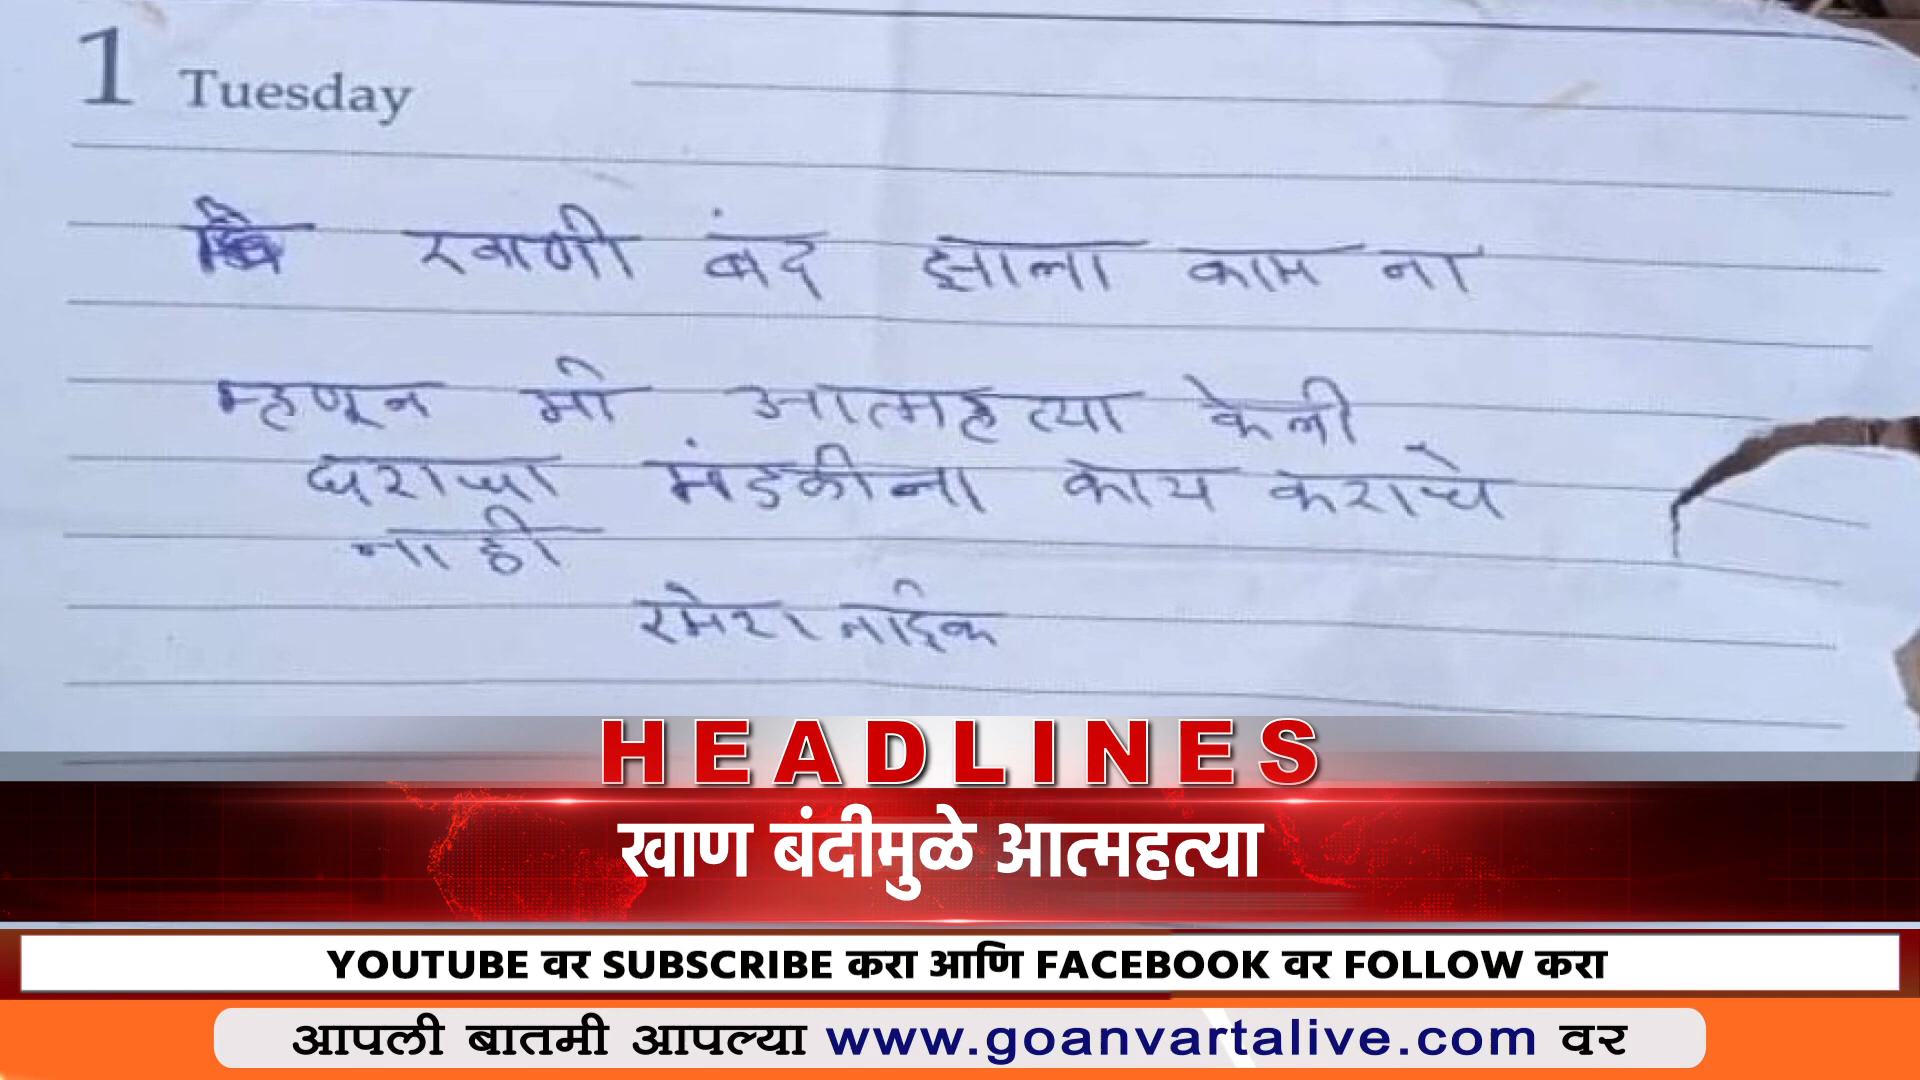 1 Tuesday
खाणी बंद झाला काम ना
म्हणून मी आत्महत्या केली
घराच्या मंडळीना काय कराचे
नाही
रमेश नाईक
HEADLINES
खाण बंदीमुळे आत्महत्या
YOUTUBE वर SUBSCRIBE करा आणि FACEBOOK वर FOLLOW करा
आपली बातमी आपल्या www.goanvartalive.com वर